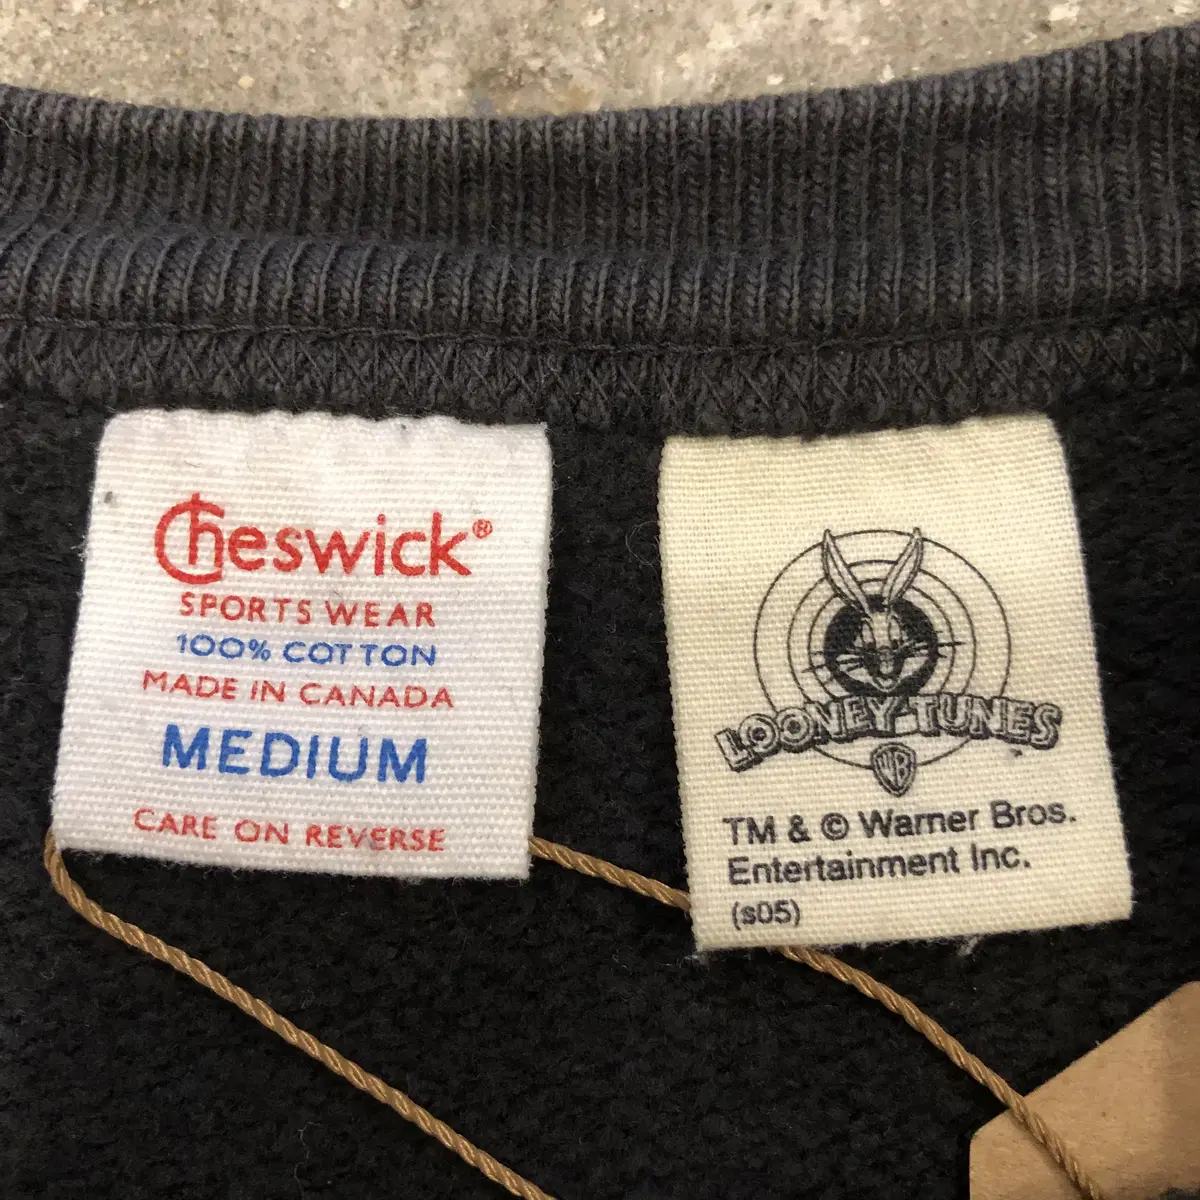 Cheswick®
SPORTS WEAR
100% COTTON
MADE IN CANADA
MEDIUM
CARE ON REVERSE
LOONEY TUNES
WB
TM & © Warner Bros.
Entertainment Inc.
(s05)